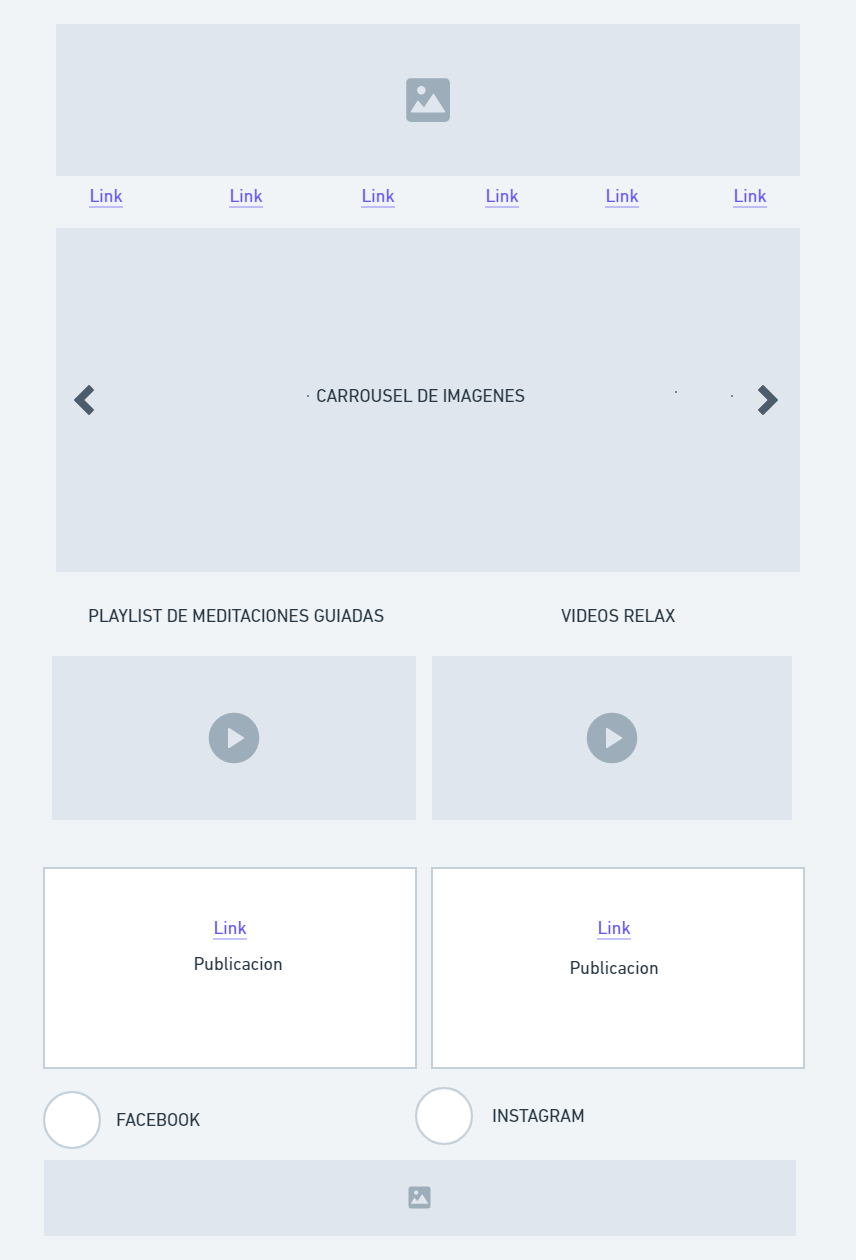 Link Link Link Link Link Link
CARROUSEL DE IMAGENES
PLAYLIST DE MEDITACIONES GUIADAS
VIDEOS RELAX
Link
Publicacion
Link
Publicacion
FACEBOOK
INSTAGRAM